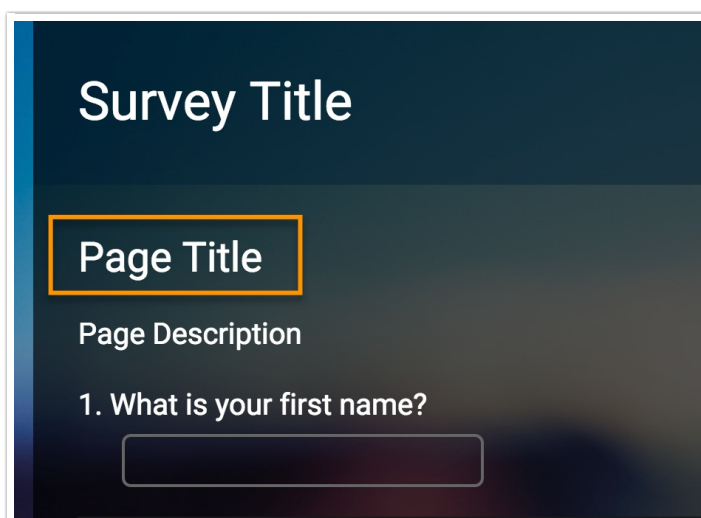 Survey Title
Page Title
Page Description
1. What is your first name?